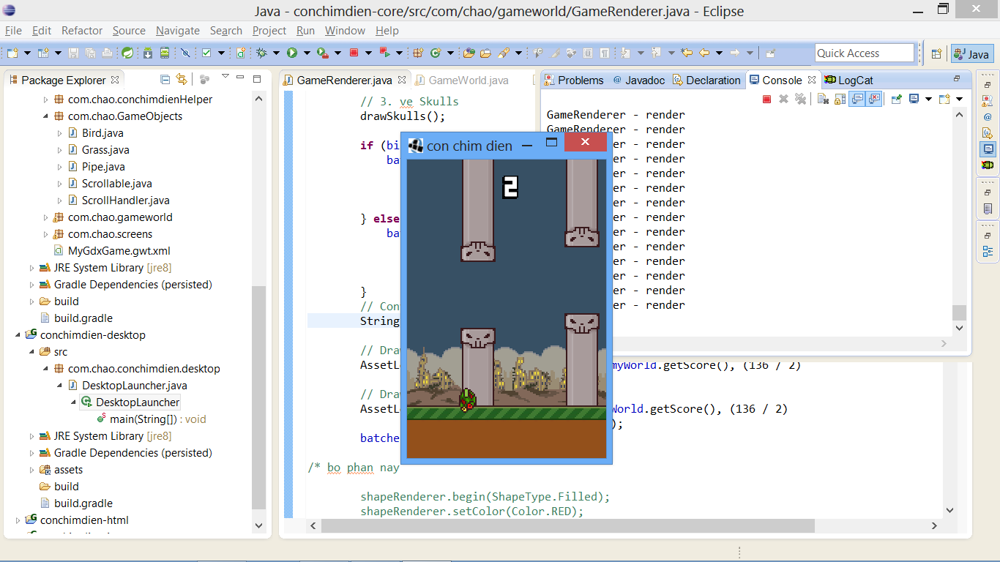 Java - conchimdien-core/src/com/chao/gameworld/GameRenderer.java - Eclipse
File Edit Refactor Source Navigate Search Project Run Window Help
Quick Access
Java
Package Explorer
com.chao.conchimdienHelper
com.chao.GameObjects
Bird.java
Grass.java
Pipe.java
Scrollable.java
ScrollHandler.java
com.chao.gameworld
com.chao.screens
MyGdxGame.gwt.xml
JRE System Library [jre8]
Gradle Dependencies (persisted)
build
build.gradle
conchimdien-desktop
src
com.chao.conchimdien.desktop
DesktopLauncher.java
DesktopLauncher
main(String[]) : void
JRE System Library [jre8]
Gradle Dependencies (persisted)
assets
build
build.gradle
conchimdien-html
GameRenderer.java GameWorld.java
// 3. ve Skulls
drawSkulls();
if (bi
ba
} else
ba
}
// Con
String
// Dra
AssetL myWorld.getScore(), (136 / 2)
// Dra
AssetL World.getScore(), (136 / 2)
);
batche
/* bo phan nay
shapeRenderer.begin(ShapeType.Filled);
shapeRenderer.setColor(Color.RED);
con chim dien
2
Problems Javadoc Declaration Console LogCat
GameRenderer - render
GameRenderer - render
er - render
er - render
er - render
er - render
er - render
er - render
er - render
er - render
er - render
er - render
er - render
er - render